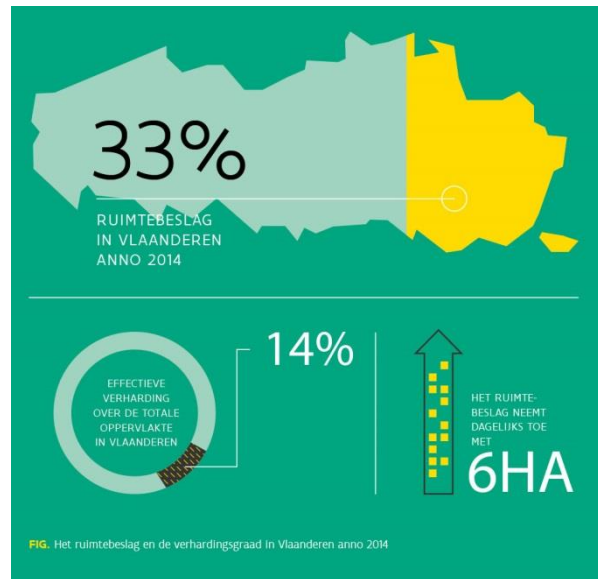 33%
RUIMTEBESLAG
IN VLAANDEREN
ANNO 2014
14%
EFFECTIEVE
VERHARDING
OVER DE TOTALE
OPPERVLAKTE
IN VLAANDEREN
HET RUIMTE-
BESLAG NEEMT
DAGELIJKS TOE
MET
6HA
FIG. Het ruimtebeslag en de verhardingsgraad in Vlaanderen anno 2014